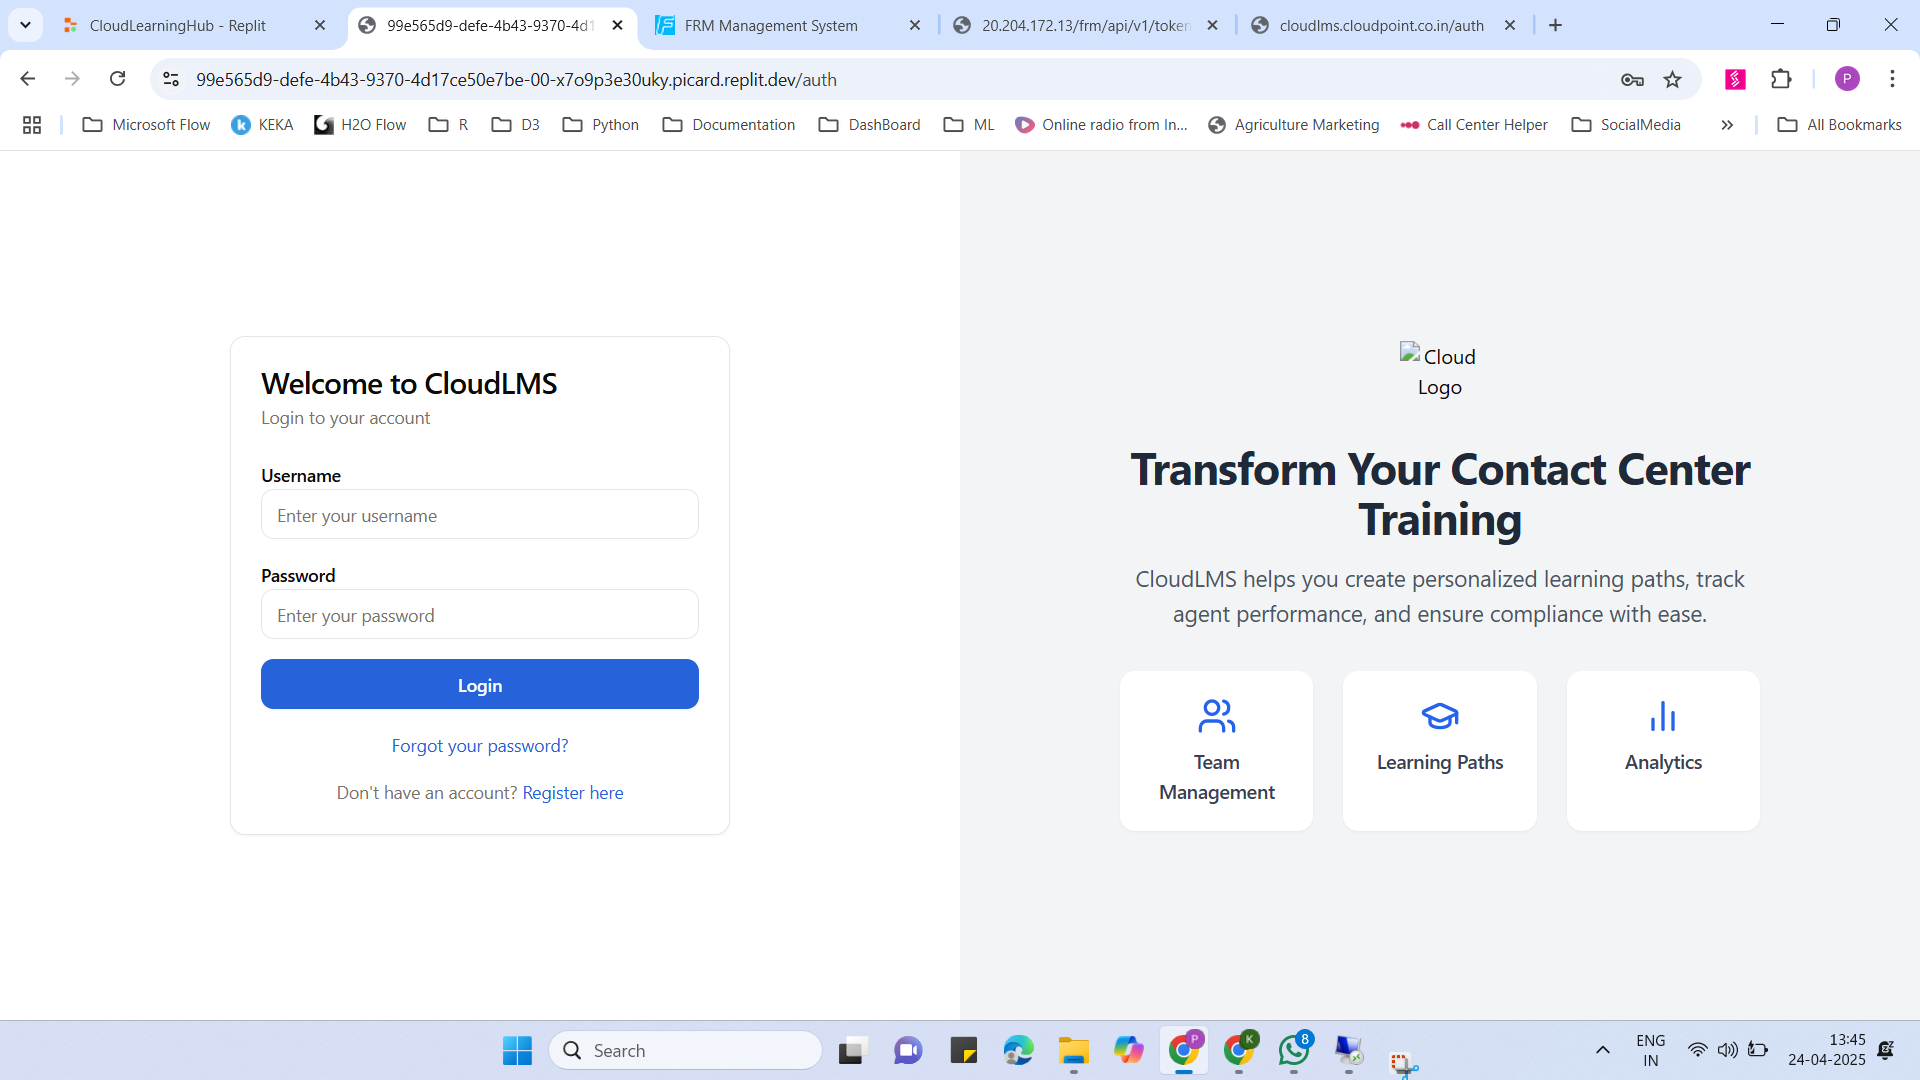 CloudLearningHub - Replit
99e565d9-defe-4b43-9370-4d1
FRM Management System
20.204.172.13/frm/api/v1/token
cloudlms.cloudpoint.co.in/auth
99e565d9-defe-4b43-9370-4d17ce50e7be-00-x7o9p3e30uky.picard.replit.dev/auth
P
Microsoft Flow
KEKA
H2O Flow
R
D3
Python
Documentation
DashBoard
ML
Online radio from In...
Agriculture Marketing
Call Center Helper
SocialMedia
All Bookmarks
Welcome to CloudLMS
Login to your account
Username
Enter your username
Password
Enter your password
Login
Forgot your password?
Don't have an account? Register here
Cloud
Logo
Transform Your Contact Center
Training
CloudLMS helps you create personalized learning paths, track
agent performance, and ensure compliance with ease.
Team
Management
Learning Paths
Analytics
Search
P
K
8
ENG
IN
13:45
24-04-2025